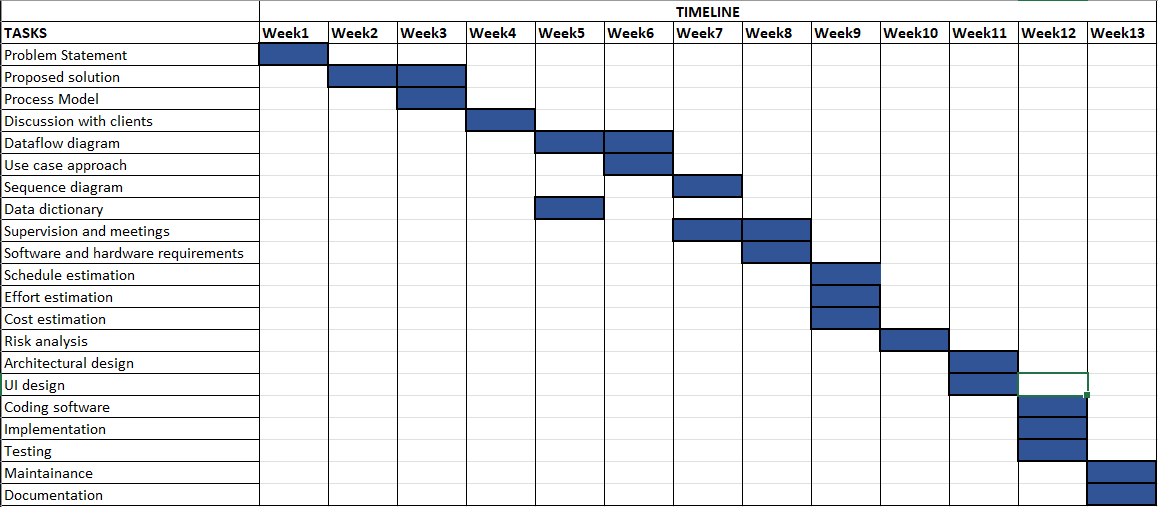 TIMELINE
TASKS Week1 Week2 Week3 Week4 Week5 Week6 Week7 Week8 Week9 Week10 Week11 Week12 Week13
Problem Statement
Proposed solution
Process Model
Discussion with clients
Dataflow diagram
Use case approach
Sequence diagram
Data dictionary
Supervision and meetings
Software and hardware requirements
Schedule estimation
Effort estimation
Cost estimation
Risk analysis
Architectural design
UI design
Coding software
Implementation
Testing
Maintainance
Documentation